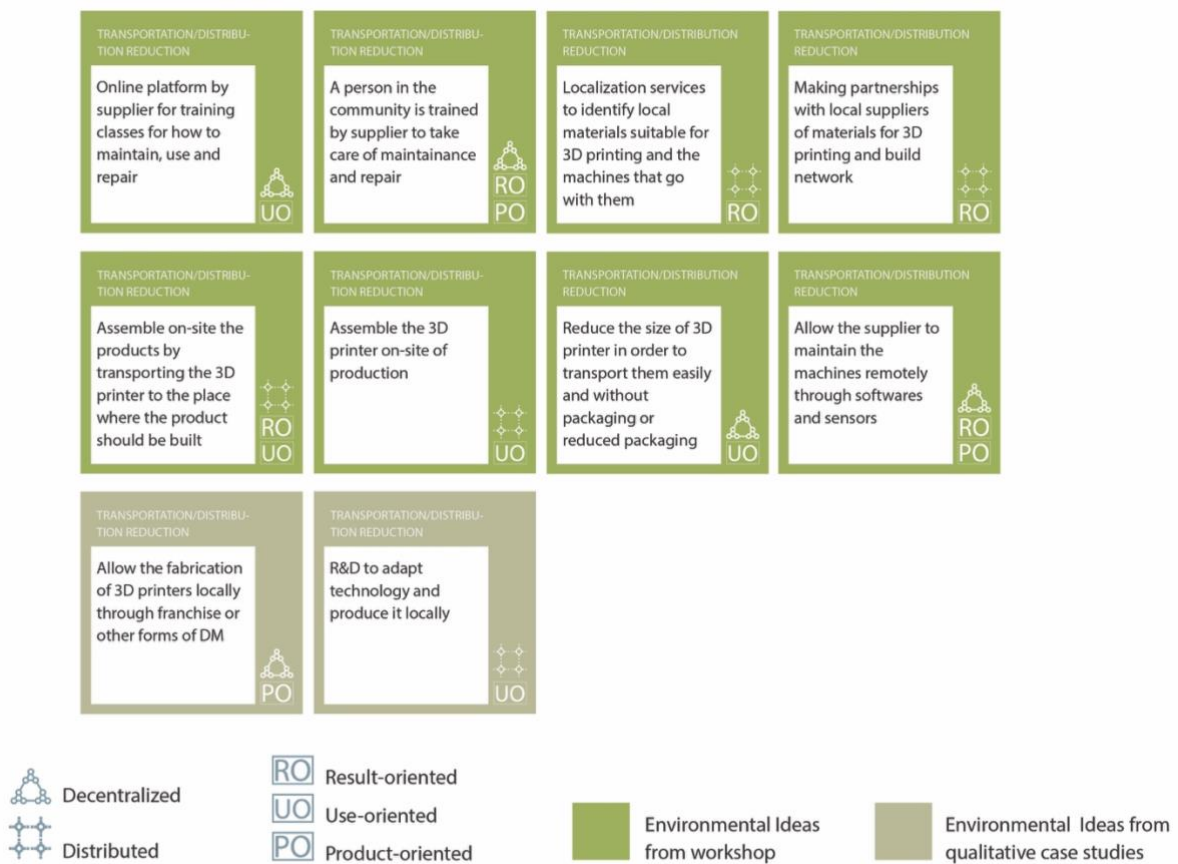 TRANSPORTATION/DISTRIBU-
TION REDUCTION
Online platform by
supplier for training
classes for how to
maintain, use and
repair
UO
TRANSPORTATION/DISTRIBU-
TION REDUCTION
A person in the
community is trained
by supplier to take
care of maintainance
and repair
RO
PO
TRANSPORTATION/DISTRIBUTION
REDUCTION
Localization services
to identify local
materials suitable for
3D printing and the
machines that go
with them
RO
TRANSPORTATION/DISTRIBUTION
REDUCTION
Making partnerships
with local suppliers
of materials for 3D
printing and build
network
RO
TRANSPORTATION/DISTRIBU-
TION REDUCTION
Assemble on-site the
products by
transporting the 3D
printer to the place
where the product
should be built
RO
UO
TRANSPORTATION/DISTRIBU-
TION REDUCTION
Assemble the 3D
printer on-site of
production
UO
TRANSPORTATION/DISTRIBUTION
REDUCTION
Reduce the size of 3D
printer in order to
transport them easily
and without
packaging or
reduced packaging
UO
TRANSPORTATION/DISTRIBUTION
REDUCTION
Allow the supplier to
maintain the
machines remotely
through softwares
and sensors
RO
PO
TRANSPORTATION/DISTRIBU-
TION REDUCTION
Allow the fabrication
of 3D printers locally
through franchise or
other forms of DM
PO
TRANSPORTATION/DISTRIBU-
TION REDUCTION
R&D to adapt
technology and
produce it locally
UO
Decentralized
Distributed
RO Result-oriented
UO Use-oriented
PO Product-oriented
Environmental Ideas
from workshop
Environmental Ideas from
qualitative case studies